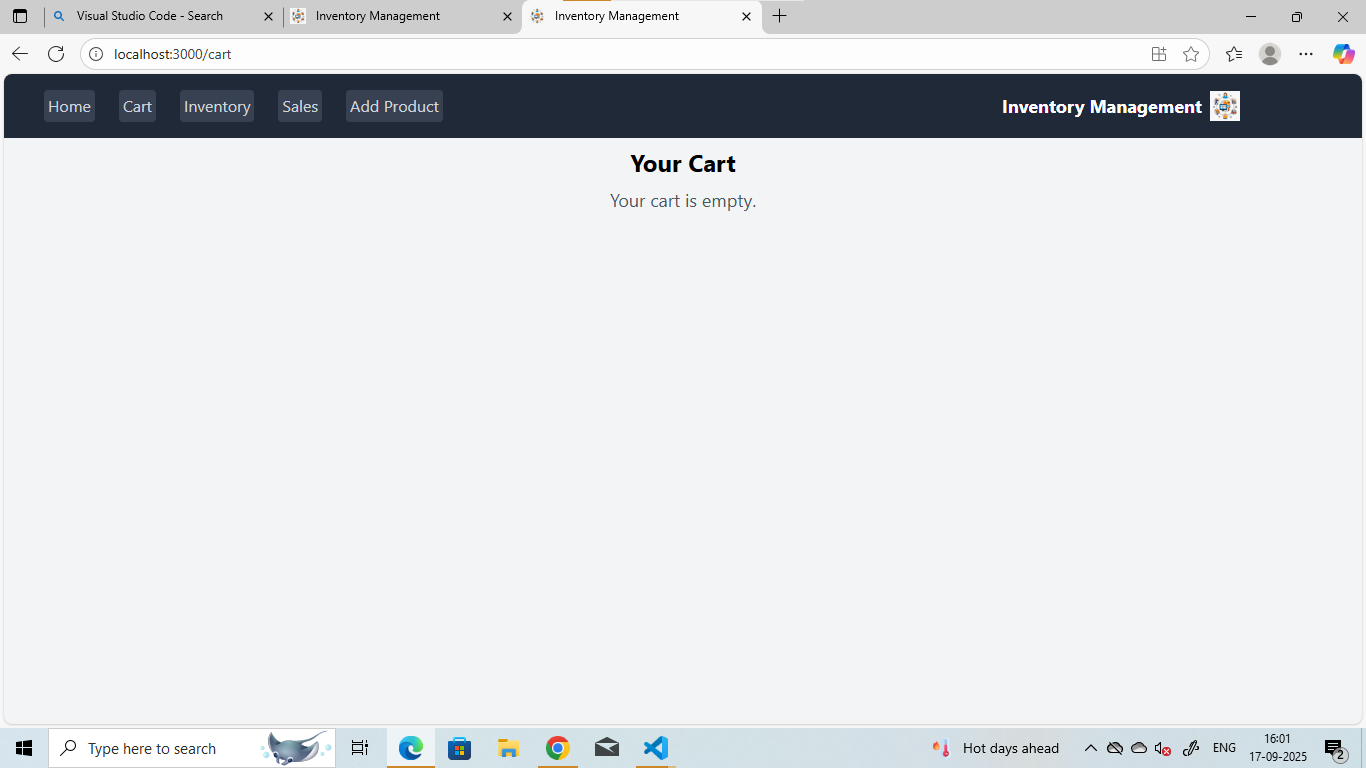 Visual Studio Code - Search
Inventory Management
Inventory Management
localhost:3000/cart
Home
Cart
Inventory
Sales
Add Product
Inventory Management
Your Cart
Your cart is empty.
Type here to search
Hot days ahead
ENG
16:01
17-09-2025
2